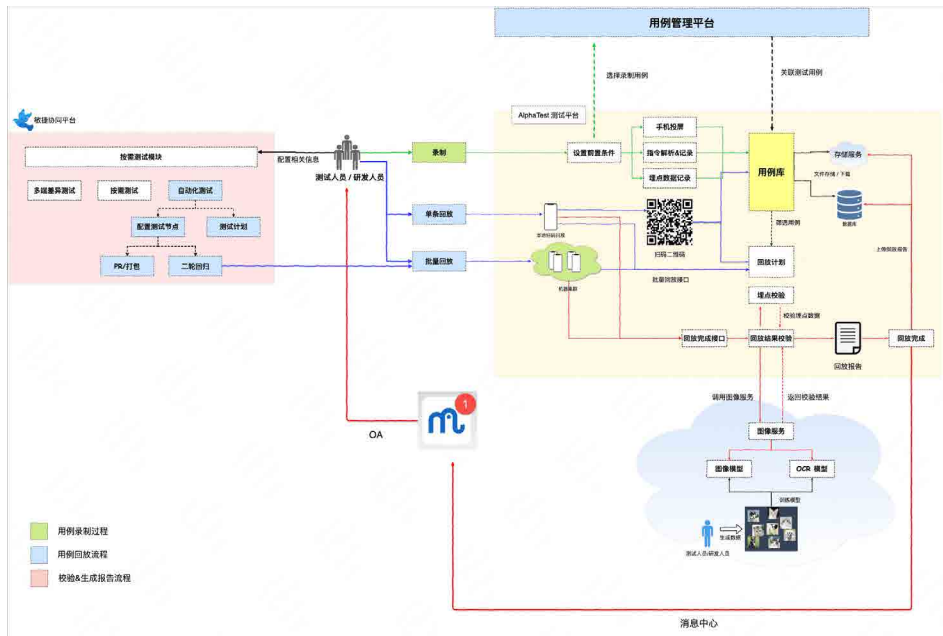 用例管理平台
选择录制用例
关联测试用例
敏捷协同平台
AlphaTest 测试平台
按需测试模块
配置相关信息
测试人员 / 研发人员
录制
设置前置条件
手机投屏
指令解析&记录
埋点数据记录
用例库
存储服务
文件存储 / 下载
数据库
多端差异测试
按需测试
自动化测试
配置测试节点
测试计划
PR/打包
二轮回归
单条回放
批量回放
扫码二维码
筛选用例
回放计划
上传回放报告
机器集群
批量回放接口
埋点校验
校验埋点数据
回放完成接口
回放结果校验
回放报告
回放完成
调用图像服务
返回校验结果
1
OA
图像服务
图像模型
OCR 模型
训练模型
生成数据
测试人员/研发人员
用例录制过程
用例回放流程
校验&生成报告流程
消息中心